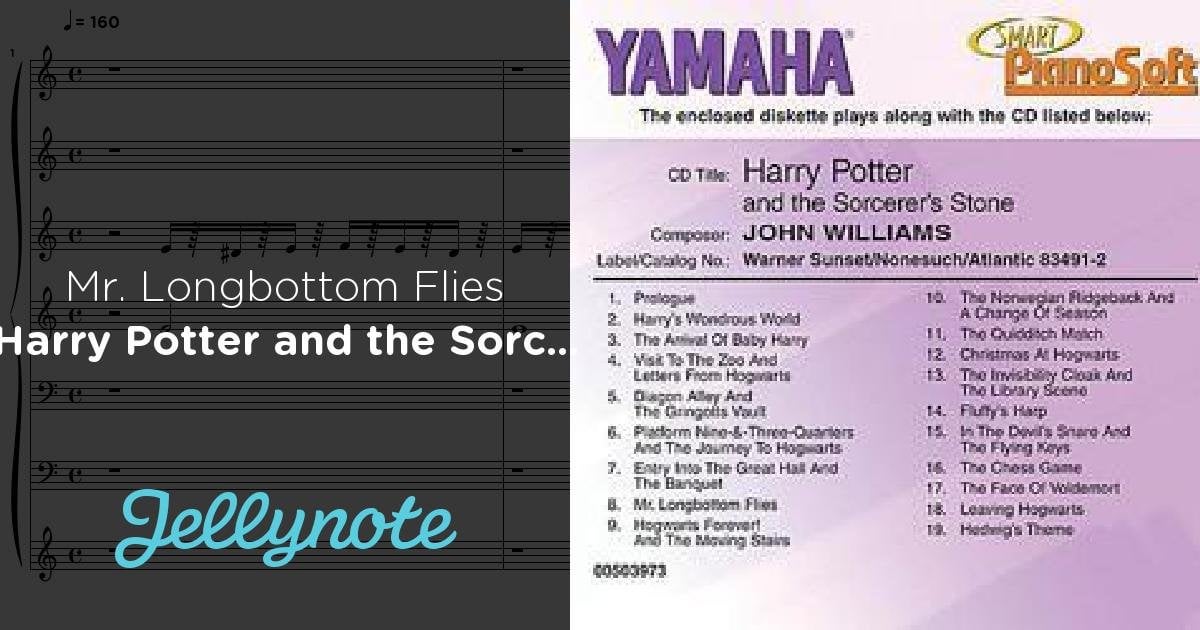 = 160
1
Mr. Longbottom Flies
Harry Potter and the Sorc...
Jellynote
YAMAHA®
SMART
PianoSoft
The enclosed diskette plays along with the CD listed below:
CD Title: Harry Potter
and the Sorcerer's Stone
Composer: JOHN WILLIAMS
Label/Catalog No.: Warner Sunset/Nonesuch/Atlantic 83491-2
1. Prologue
2. Harry's Wondrous World
3. The Arrival Of Baby Harry
4. Visit To The Zoo And
Letters From Hogwarts
5. Diagon Alley And
The Gringotts Vault
6. Platform Nine-&-Three-Quarters
And The Journey To Hogwarts
7. Entry Into The Great Hall And
The Banquet
8. Mr. Longbottom Flies
9. Hogwarts Forever!
And The Moving Stairs
10. The Norwegian Ridgeback And
A Change Of Season
11. The Quidditch Match
12. Christmas At Hogwarts
13. The Invisibility Cloak And
The Library Scene
14. Fluffy's Harp
15. In The Devil's Snare And
The Flying Keys
16. The Chess Game
17. The Face Of Voldemort
18. Leaving Hogwarts
19. Hedwig's Theme
00503973